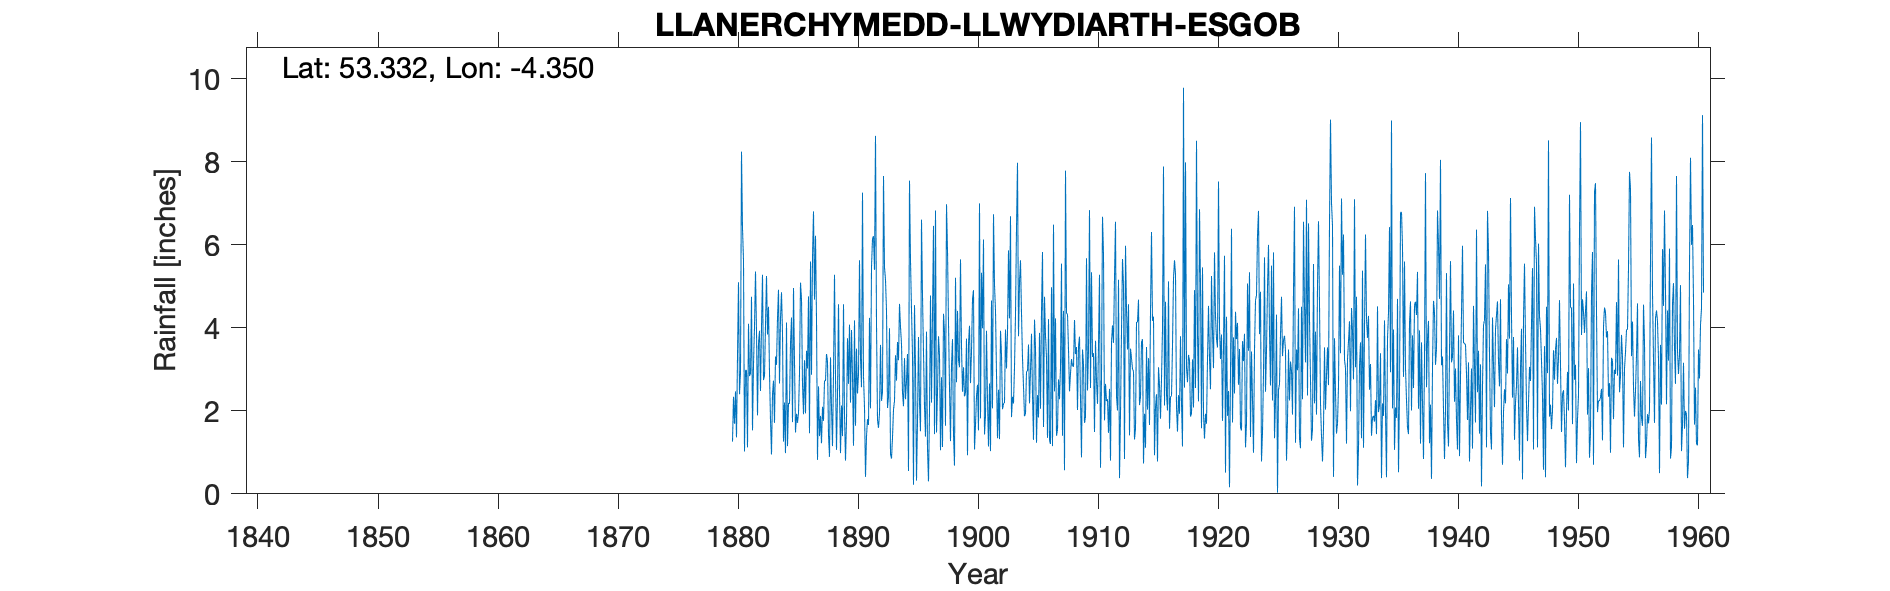 LLANERCHYMEDD-LLWYDIARTH-ESGOB
Lat: 53.332, Lon: -4.350
10
8
6
4
2
0
Rainfall [inches]
1840 1850 1860 1870 1880 1890 1900 1910 1920 1930 1940 1950 1960
Year